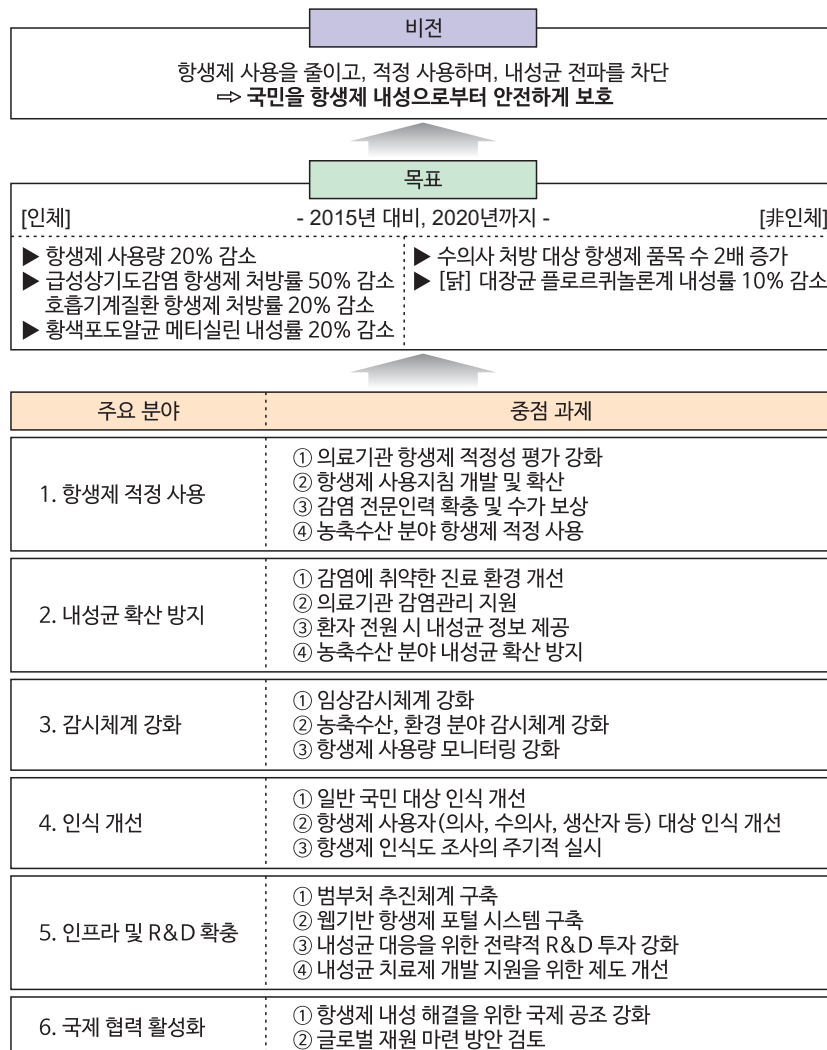 비전
항생제 사용을 줄이고, 적정 사용하며, 내성균 전파를 차단
⇨ 국민을 항생제 내성으로부터 안전하게 보호
목표
[인체] - 2015년 대비, 2020년까지 - [非인체]
▶ 항생제 사용량 20% 감소
▶ 급성상기도감염 항생제 처방률 50% 감소
호흡기계질환 항생제 처방률 20% 감소
▶ 황색포도알균 메티실린 내성률 20% 감소
▶ 수의사 처방 대상 항생제 품목 수 2배 증가
▶ [닭] 대장균 플로르퀴놀론계 내성률 10% 감소
주요 분야 중점 과제
1. 항생제 적정 사용
① 의료기관 항생제 적정성 평가 강화
② 항생제 사용지침 개발 및 확산
③ 감염 전문인력 확충 및 수가 보상
④ 농축수산 분야 항생제 적정 사용
2. 내성균 확산 방지
① 감염에 취약한 진료 환경 개선
② 의료기관 감염관리 지원
③ 환자 전원 시 내성균 정보 제공
④ 농축수산 분야 내성균 확산 방지
3. 감시체계 강화
① 임상감시체계 강화
② 농축수산, 환경 분야 감시체계 강화
③ 항생제 사용량 모니터링 강화
4. 인식 개선
① 일반 국민 대상 인식 개선
② 항생제 사용자(의사, 수의사, 생산자 등) 대상 인식 개선
③ 항생제 인식도 조사의 주기적 실시
5. 인프라 및 R&D 확충
① 범부처 추진체계 구축
② 웹기반 항생제 포털 시스템 구축
③ 내성균 대응을 위한 전략적 R&D 투자 강화
④ 내성균 치료제 개발 지원을 위한 제도 개선
6. 국제 협력 활성화
① 항생제 내성 해결을 위한 국제 공조 강화
② 글로벌 재원 마련 방안 검토